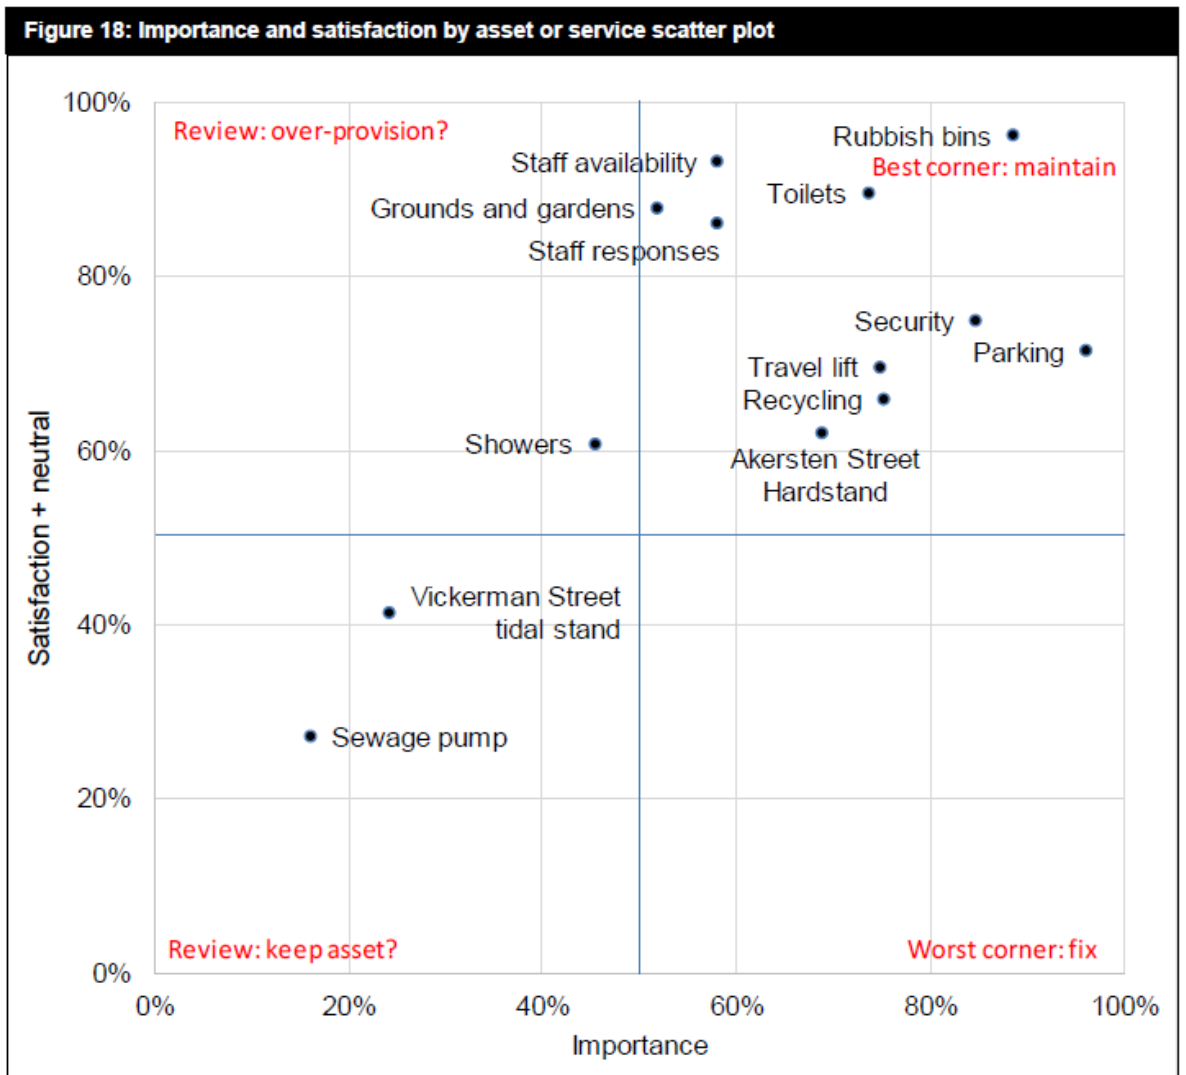 Figure 18: Importance and satisfaction by asset or service scatter plot
100%
Review: over-provision?
Rubbish bins
Staff availability
Best corner: maintain
Toilets
Grounds and gardens
Staff responses
80%
Security
Parking
Travel lift
Recycling
Showers
60%
Akersten Street
Hardstand
Satisfaction + neutral
Vickerman Street
tidal stand
40%
Sewage pump
20%
Review: keep asset?
Worst corner: fix
0%
0%
20%
40%
60%
80%
100%
Importance